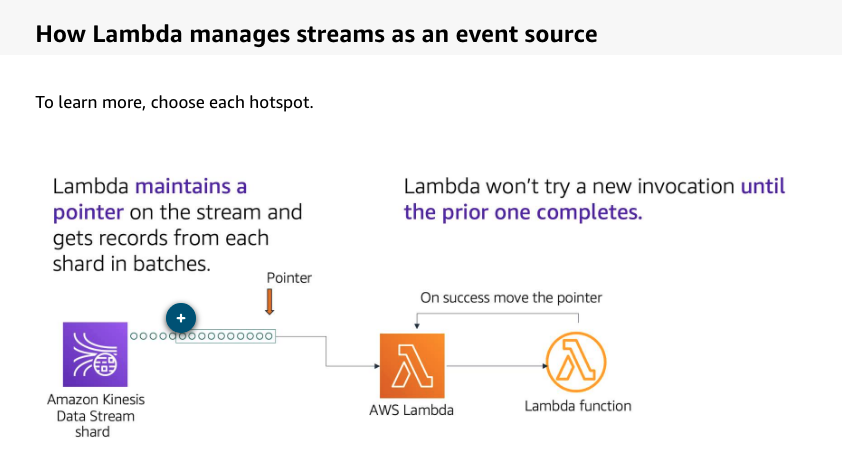 How Lambda manages streams as an event source
To learn more, choose each hotspot.
Lambda maintains a
pointer on the stream and
gets records from each
shard in batches.
Lambda won't try a new invocation until
the prior one completes.
Pointer
On success move the pointer
+
Amazon Kinesis
Data Stream
shard
AWS Lambda
Lambda function